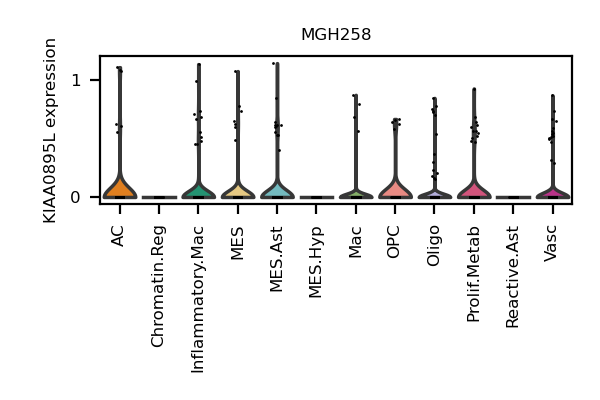 MGH258
KIAA0895L expression
1
0
AC
Chromatin.Reg
Inflammatory.Mac
MES
MES.Ast
MES.Hyp
Mac
OPC
Oligo
Prolif.Metab
Reactive.Ast
Vasc